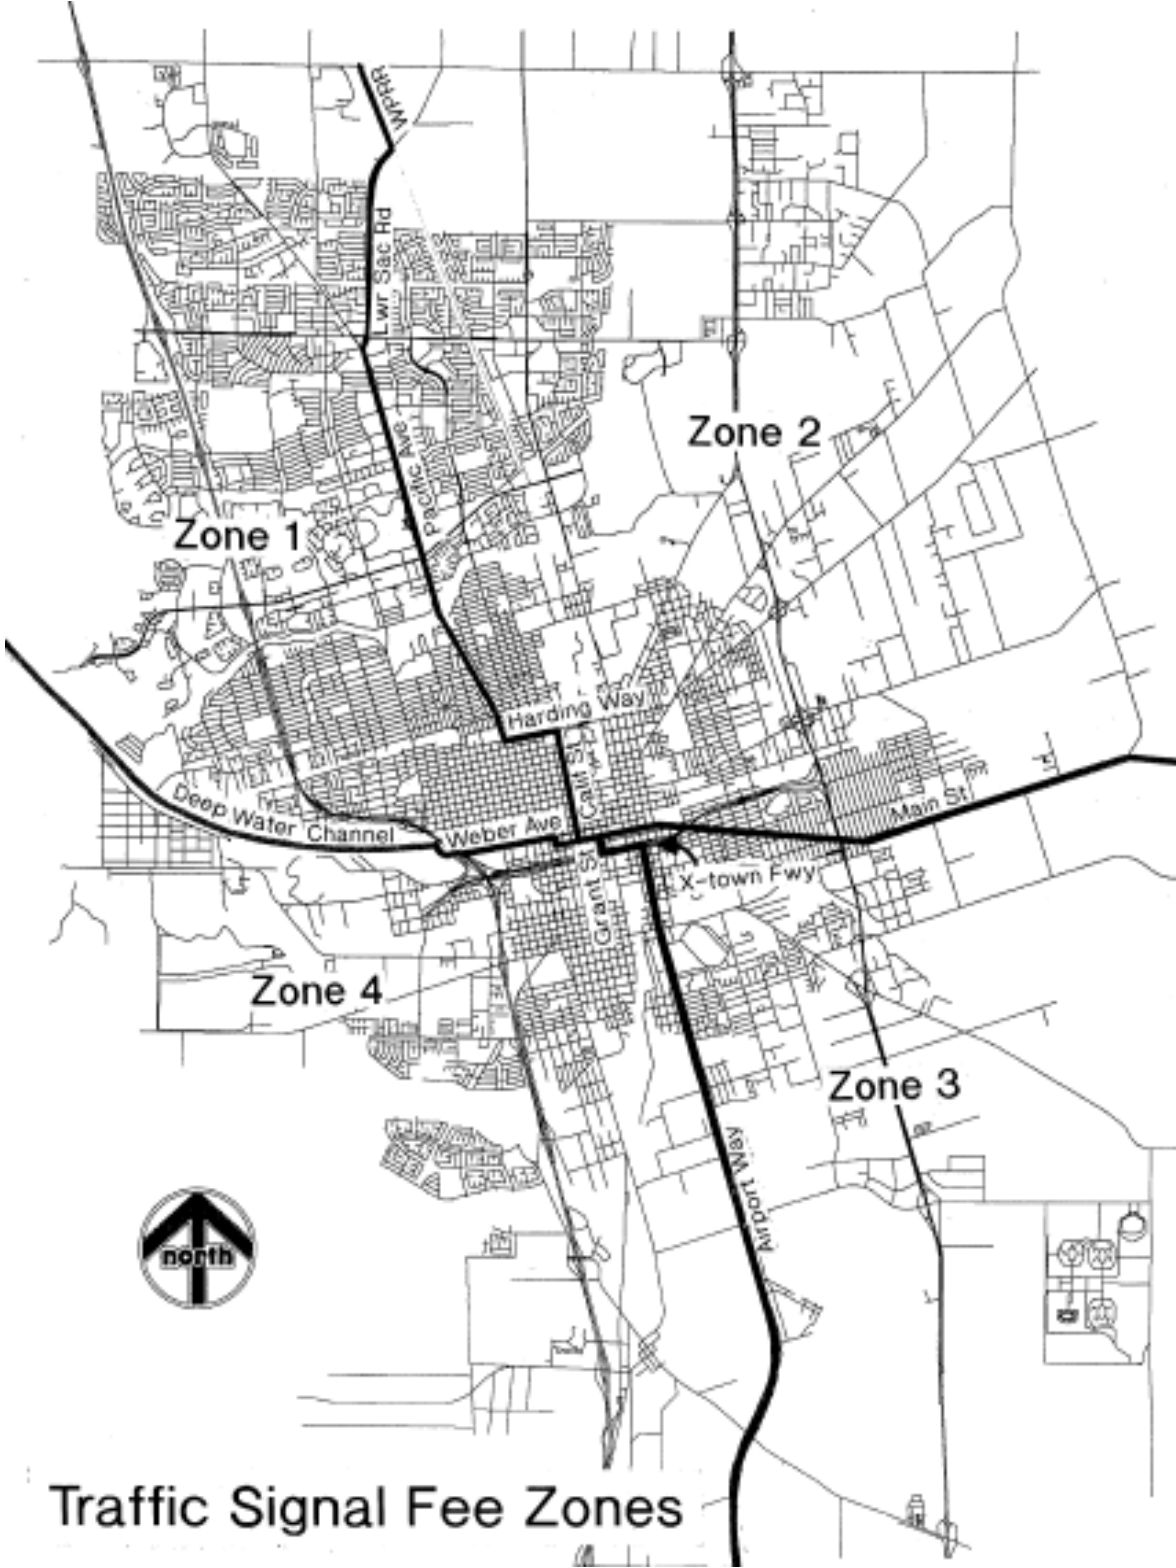 WPRR
Lwr Sac Rd
Zone 2
Pacific Ave
Zone 1
Harding Way
Calif St
Deep Water Channel
Weber Ave
Main St
X-town Fwy
Grant St
Zone 4
Zone 3
Airport Way
north
Traffic Signal Fee Zones